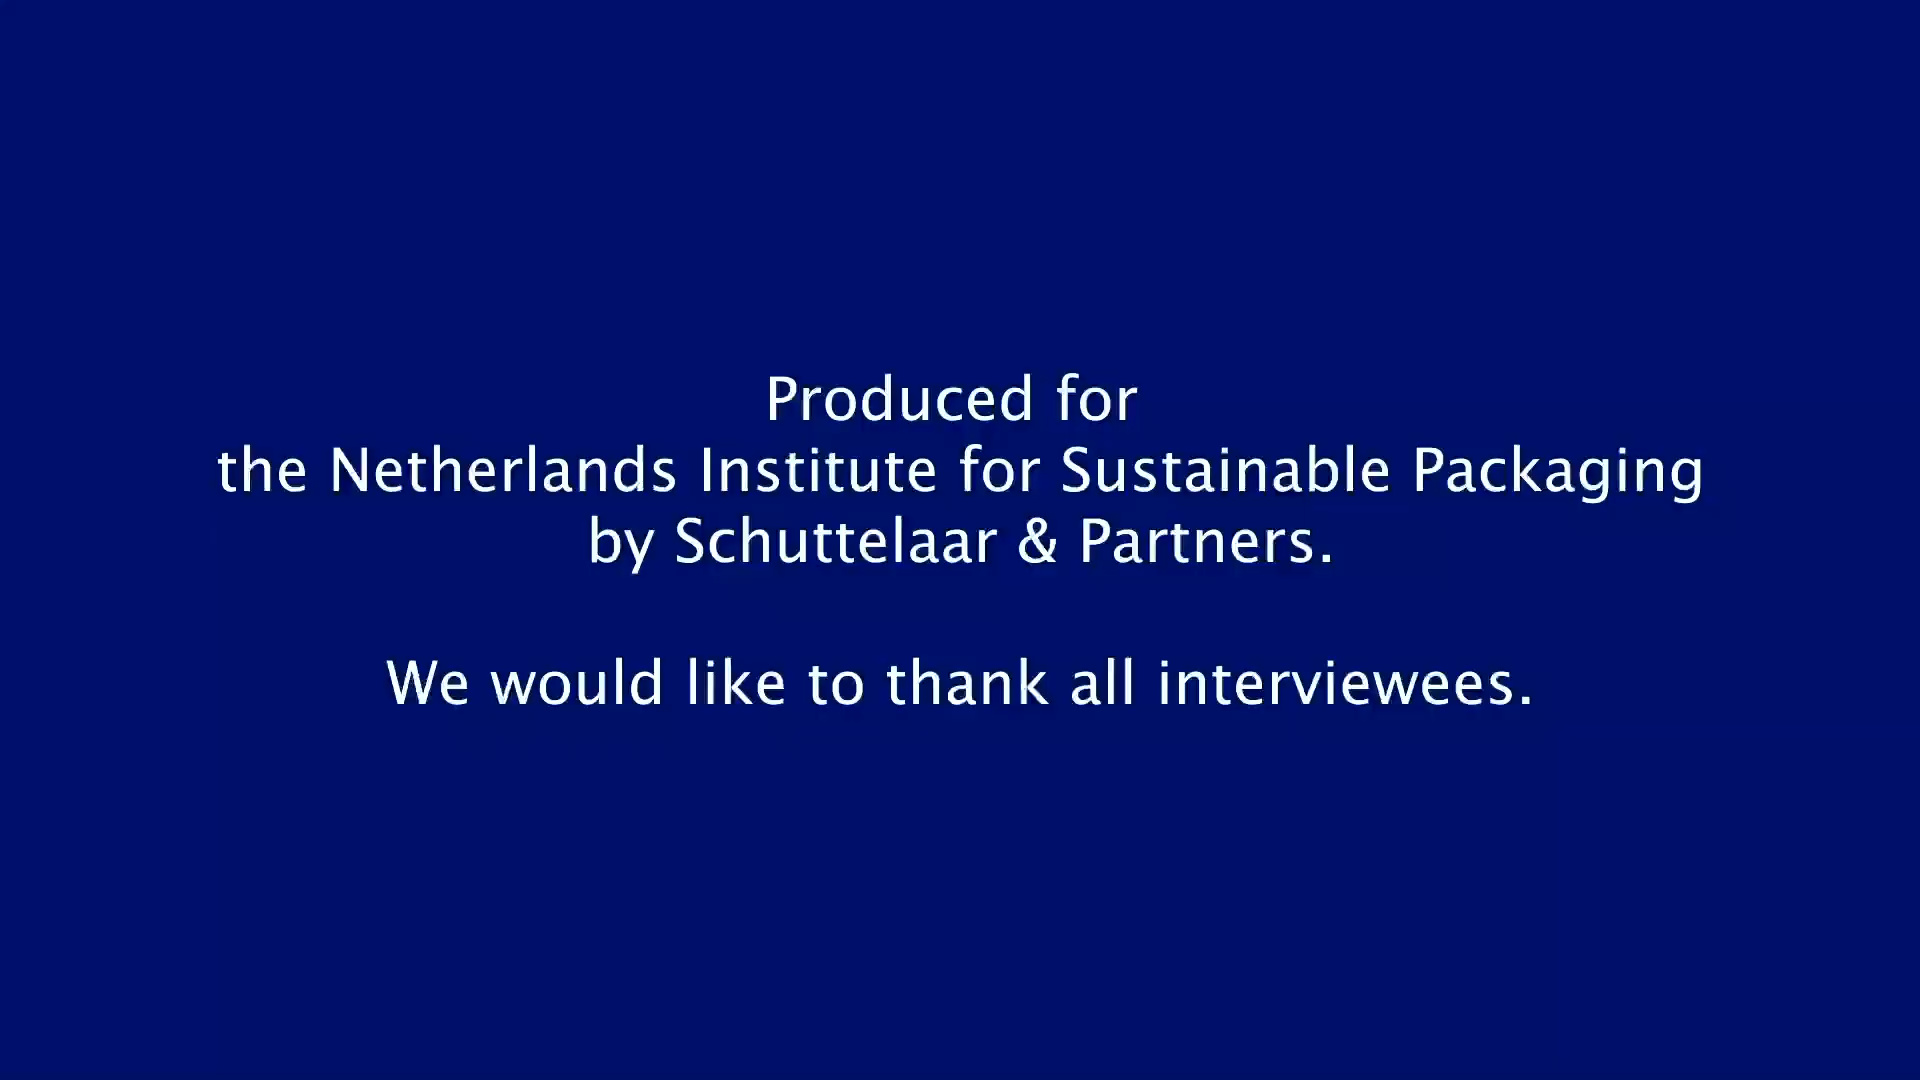 Produced for
the Netherlands Institute for Sustainable Packaging
by Schuttelaar & Partners.
We would like to thank all interviewees.